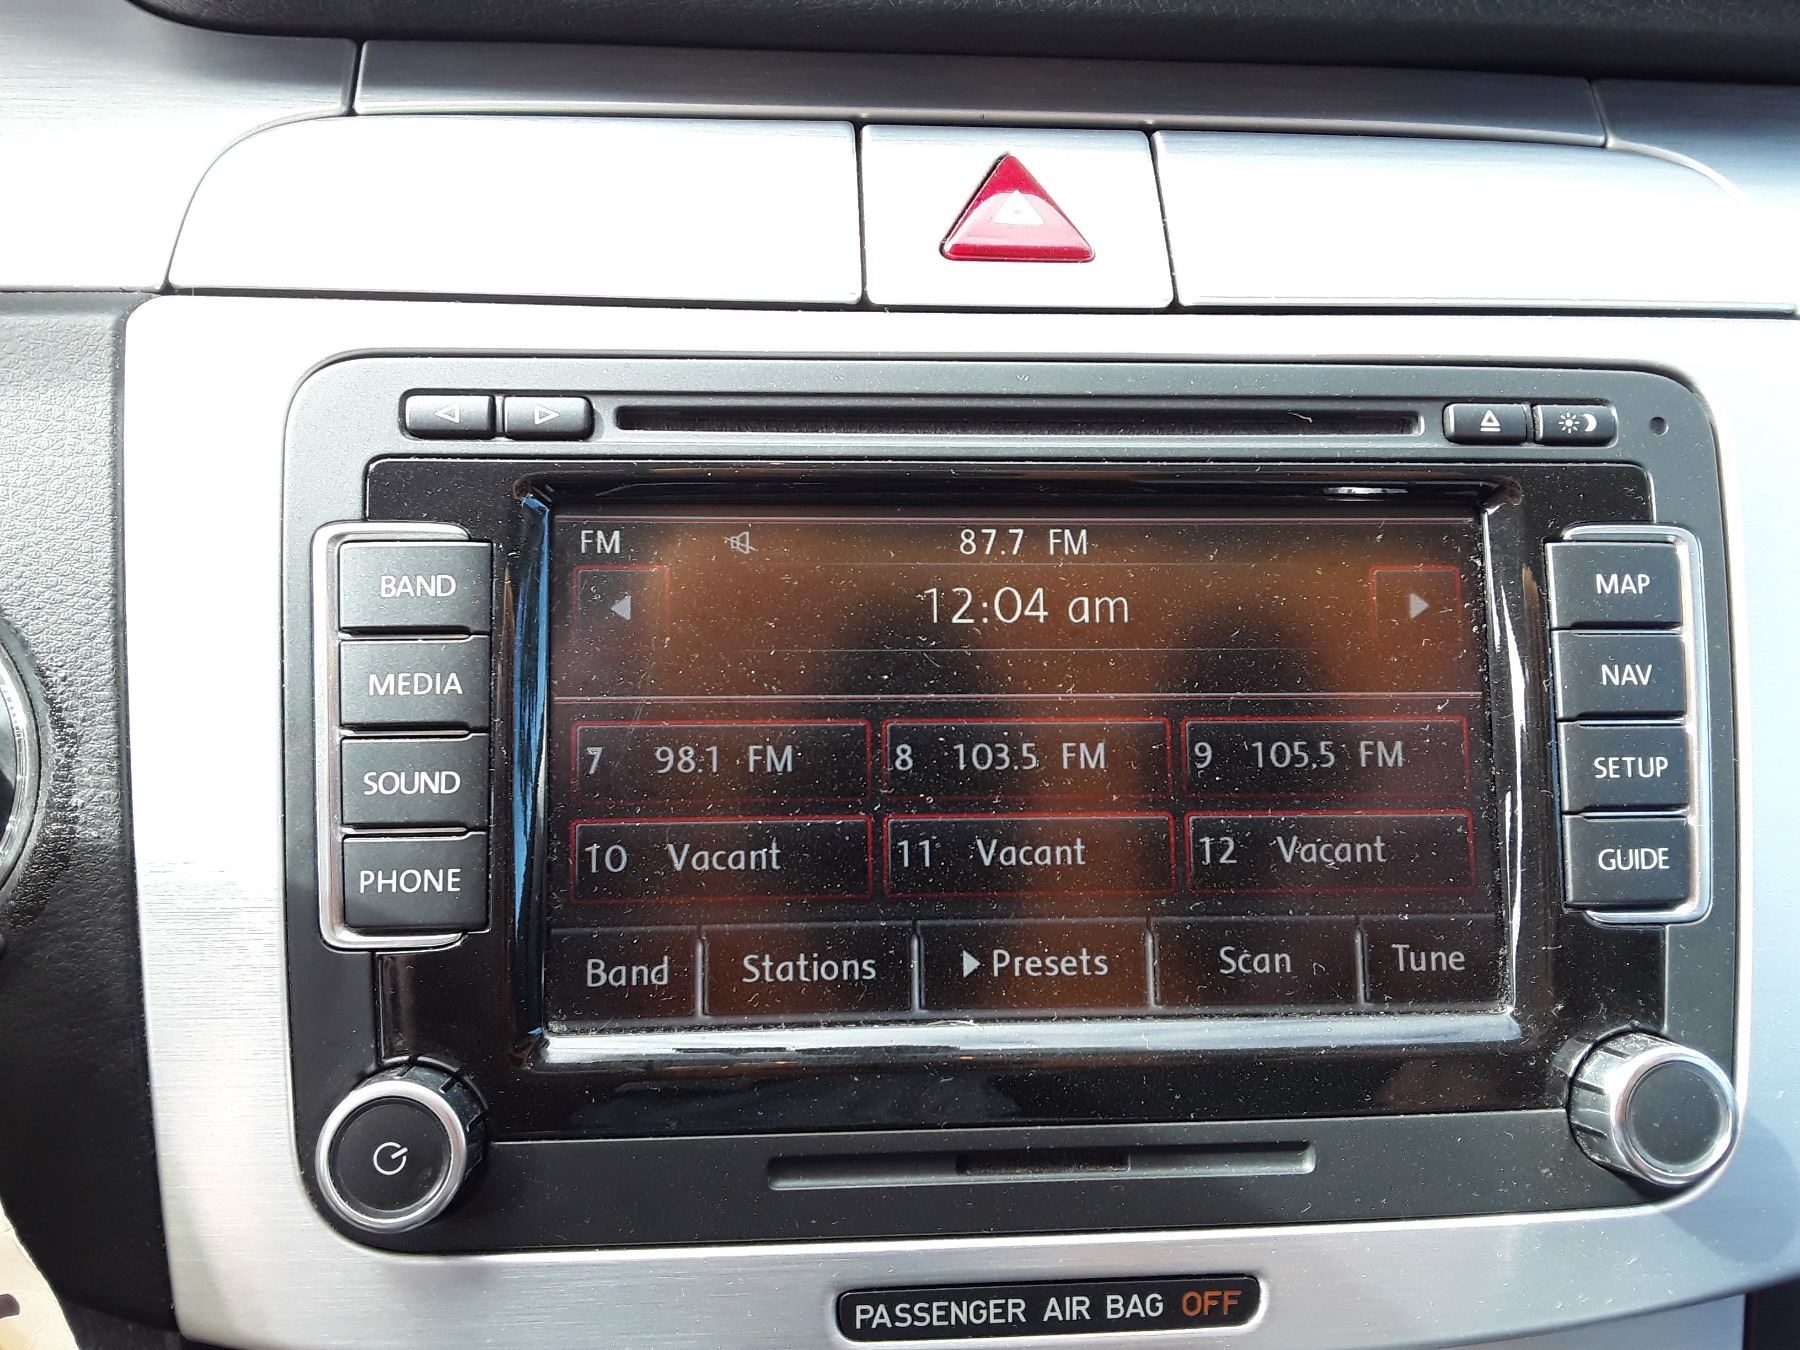 FM 87.7 FM
12:04 am
7 98.1 FM 8 103.5 FM 9 105.5 FM
10 Vacant 11 Vacant 12 Vacant
Band Stations Presets Scan Tune
BAND
MEDIA
SOUND
PHONE
MAP
NAV
SETUP
GUIDE
PASSENGER AIR BAG OFF